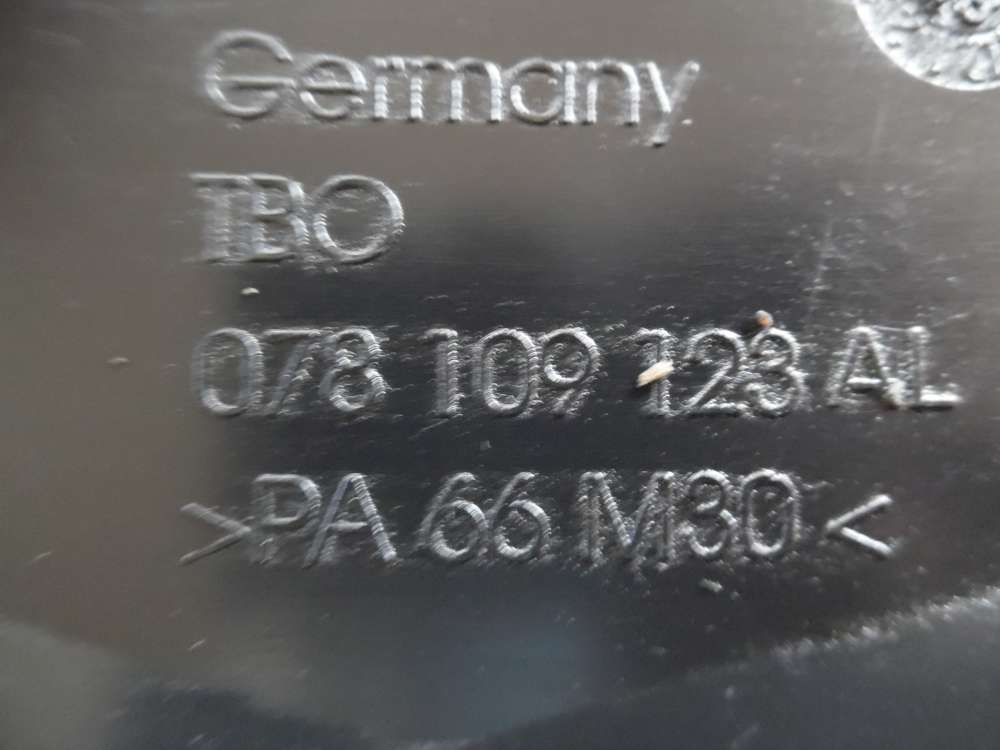 Germany
TBO
078 109 123 AL
>PA 66 M30<